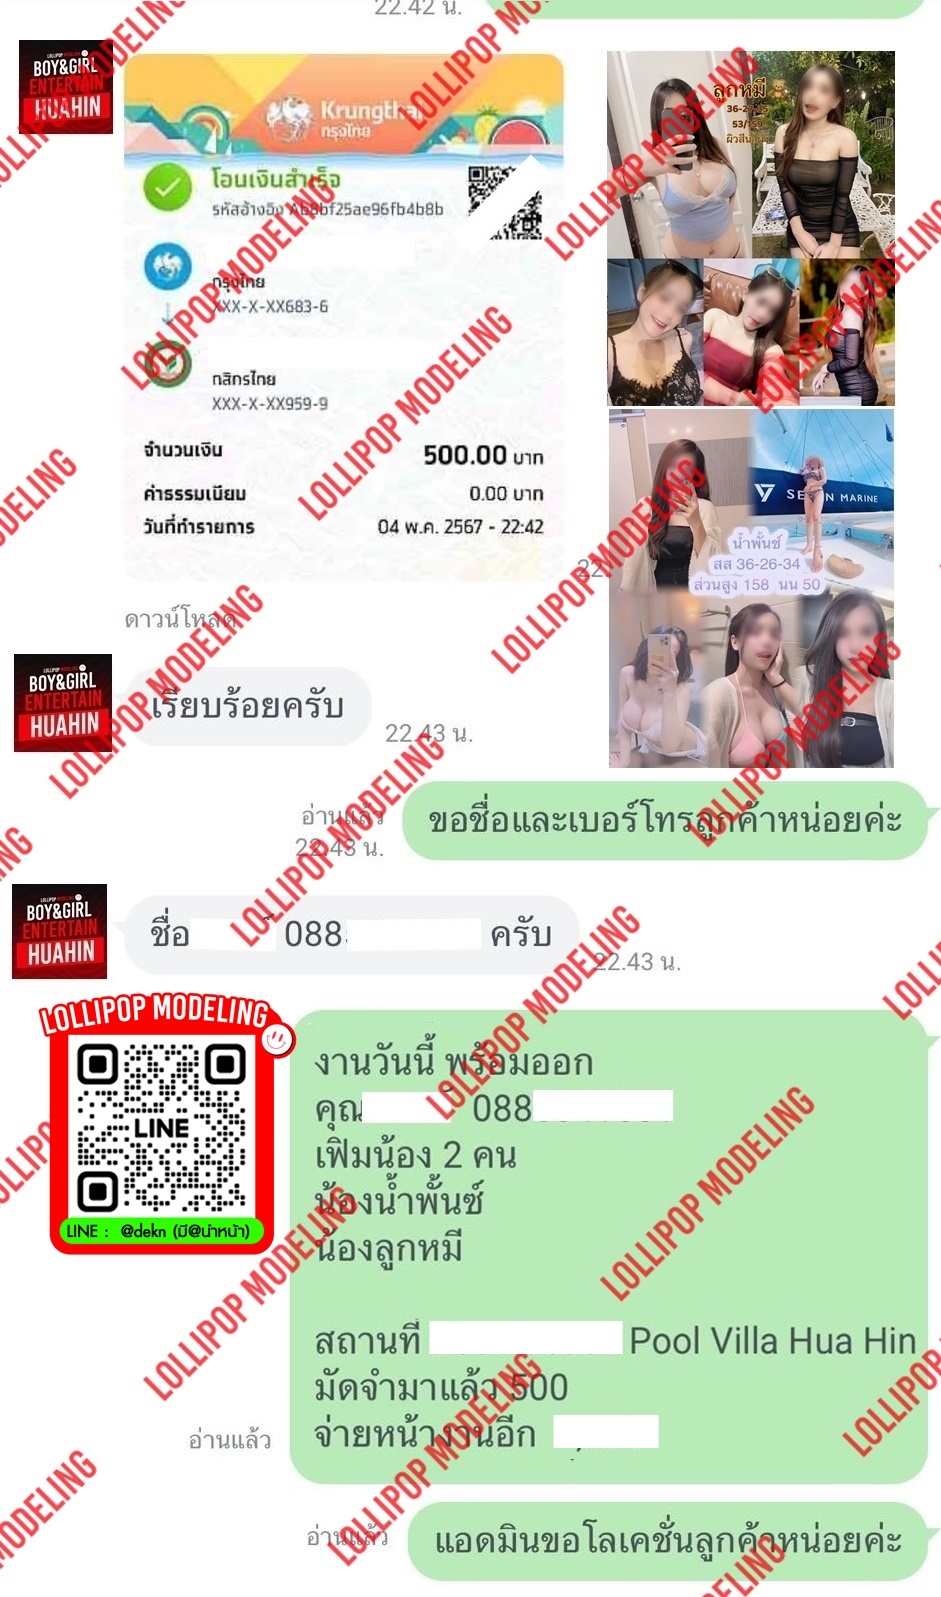 22.42 น.
LOLLIPOP MODELING
BOY&GIRL
ENTERTAIN
HUAHIN
Krungthai
กรุงไทย
โอนเงินสำเร็จ
รหัสอ้างอิง Ab8bf25ae96fb4b8b
กรุงไทย
XXX-X-XX683-6
กสิกรไทย
XXX-X-XX959-9
จำนวนเงิน 500.00 บาท
ค่าธรรมเนียม 0.00 บาท
วันที่ทำรายการ 04 พ.ค. 2567 - 22:42
ดาวน์โหลด
ลูกหมี
53/159
SEVEN MARINE
น้ำพั้นช์
สส 36-26-34
ส่วนสูง 158 นน 50
BOY&GIRL
ENTERTAIN
HUAHIN
เรียบร้อยครับ
22.43 น.
ขอชื่อและเบอร์โทรลูกค้าหน่อยค่ะ
อ่านแล้ว
22.43 น.
BOY&GIRL
ENTERTAIN
HUAHIN
ชื่อ 088 ครับ
22.43 น.
LOLLIPOP MODELING
LINE
LINE : @dekn (มี@นำหน้า)
งานวันนี้ พร้อมออก
คุณ 088
เฟิมน้อง 2 คน
น้องน้ำพั้นซ์
น้องลูกหมี
สถานที่ Pool Villa Hua Hin
มัดจำมาแล้ว 500
จ่ายหน้างานอีก
อ่านแล้ว
แอดมินขอโลเคชั่นลูกค้าหน่อยค่ะ
อ่านแล้ว